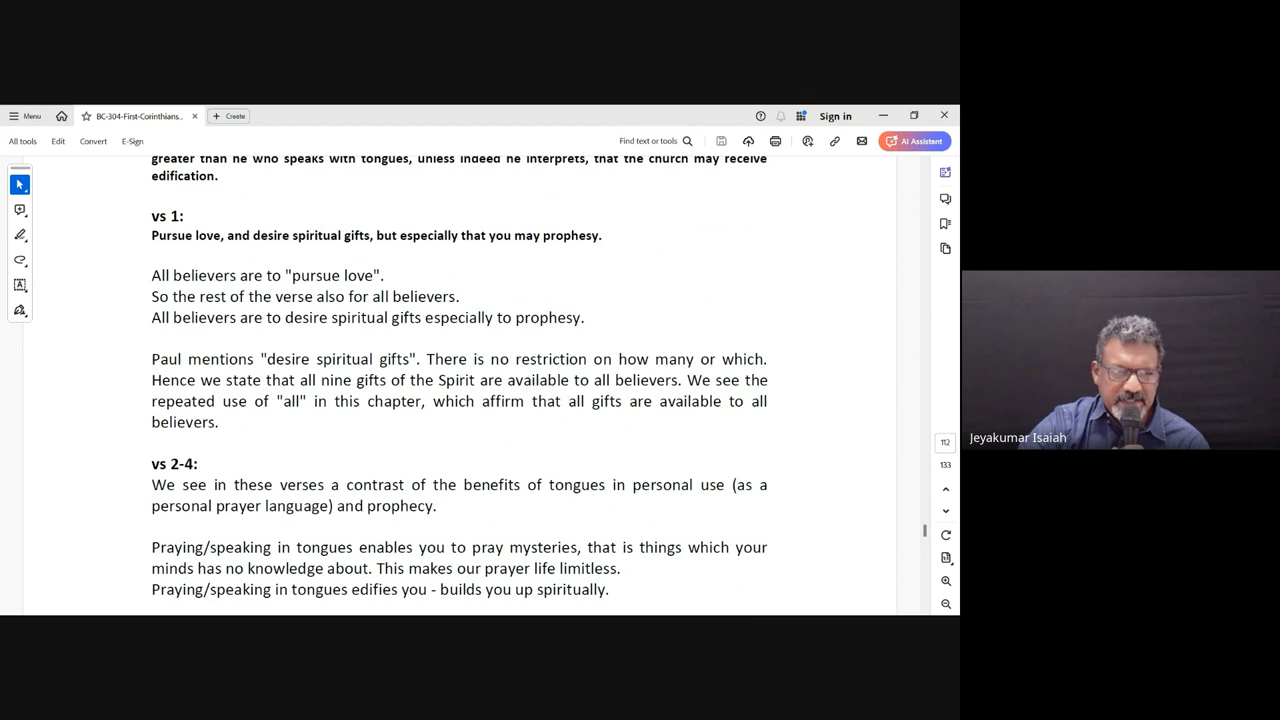 Menu
BC-304-First-Corinthians...
Create
Sign in
All tools
Edit
Convert
E-Sign
Find text or tools
AI Assistant
greater than he who speaks with tongues, unless indeed he interprets, that the church may receive
edification.
vs 1:
Pursue love, and desire spiritual gifts, but especially that you may prophesy.
All believers are to "pursue love".
So the rest of the verse also for all believers.
All believers are to desire spiritual gifts especially to prophesy.
Paul mentions "desire spiritual gifts". There is no restriction on how many or which.
Hence we state that all nine gifts of the Spirit are available to all believers. We see the
repeated use of "all" in this chapter, which affirm that all gifts are available to all
believers.
vs 2-4:
We see in these verses a contrast of the benefits of tongues in personal use (as a
personal prayer language) and prophecy.
Praying/speaking in tongues enables you to pray mysteries, that is things which your
minds has no knowledge about. This makes our prayer life limitless.
Praying/speaking in tongues edifies you - builds you up spiritually.
112
133
Jeyakumar Isaiah